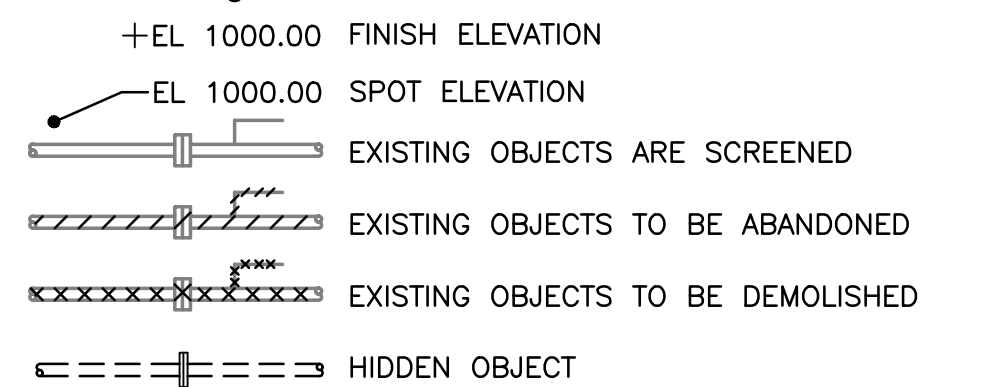 +EL 1000.00 FINISH ELEVATION
EL 1000.00 SPOT ELEVATION
EXISTING OBJECTS ARE SCREENED
EXISTING OBJECTS TO BE ABANDONED
EXISTING OBJECTS TO BE DEMOLISHED
HIDDEN OBJECT